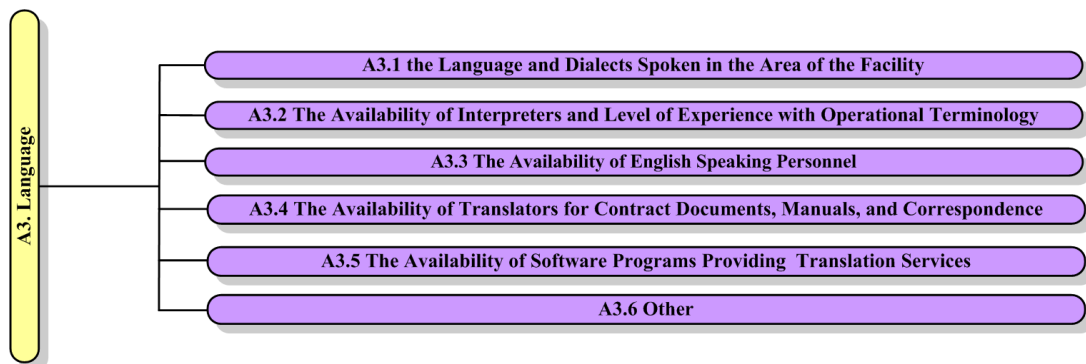 A3. Language
A3.1 the Language and Dialects Spoken in the Area of the Facility
A3.2 The Availability of Interpreters and Level of Experience with Operational Terminology
A3.3 The Availability of English Speaking Personnel
A3.4 The Availability of Translators for Contract Documents, Manuals, and Correspondence
A3.5 The Availability of Software Programs Providing  Translation Services
A3.6 Other